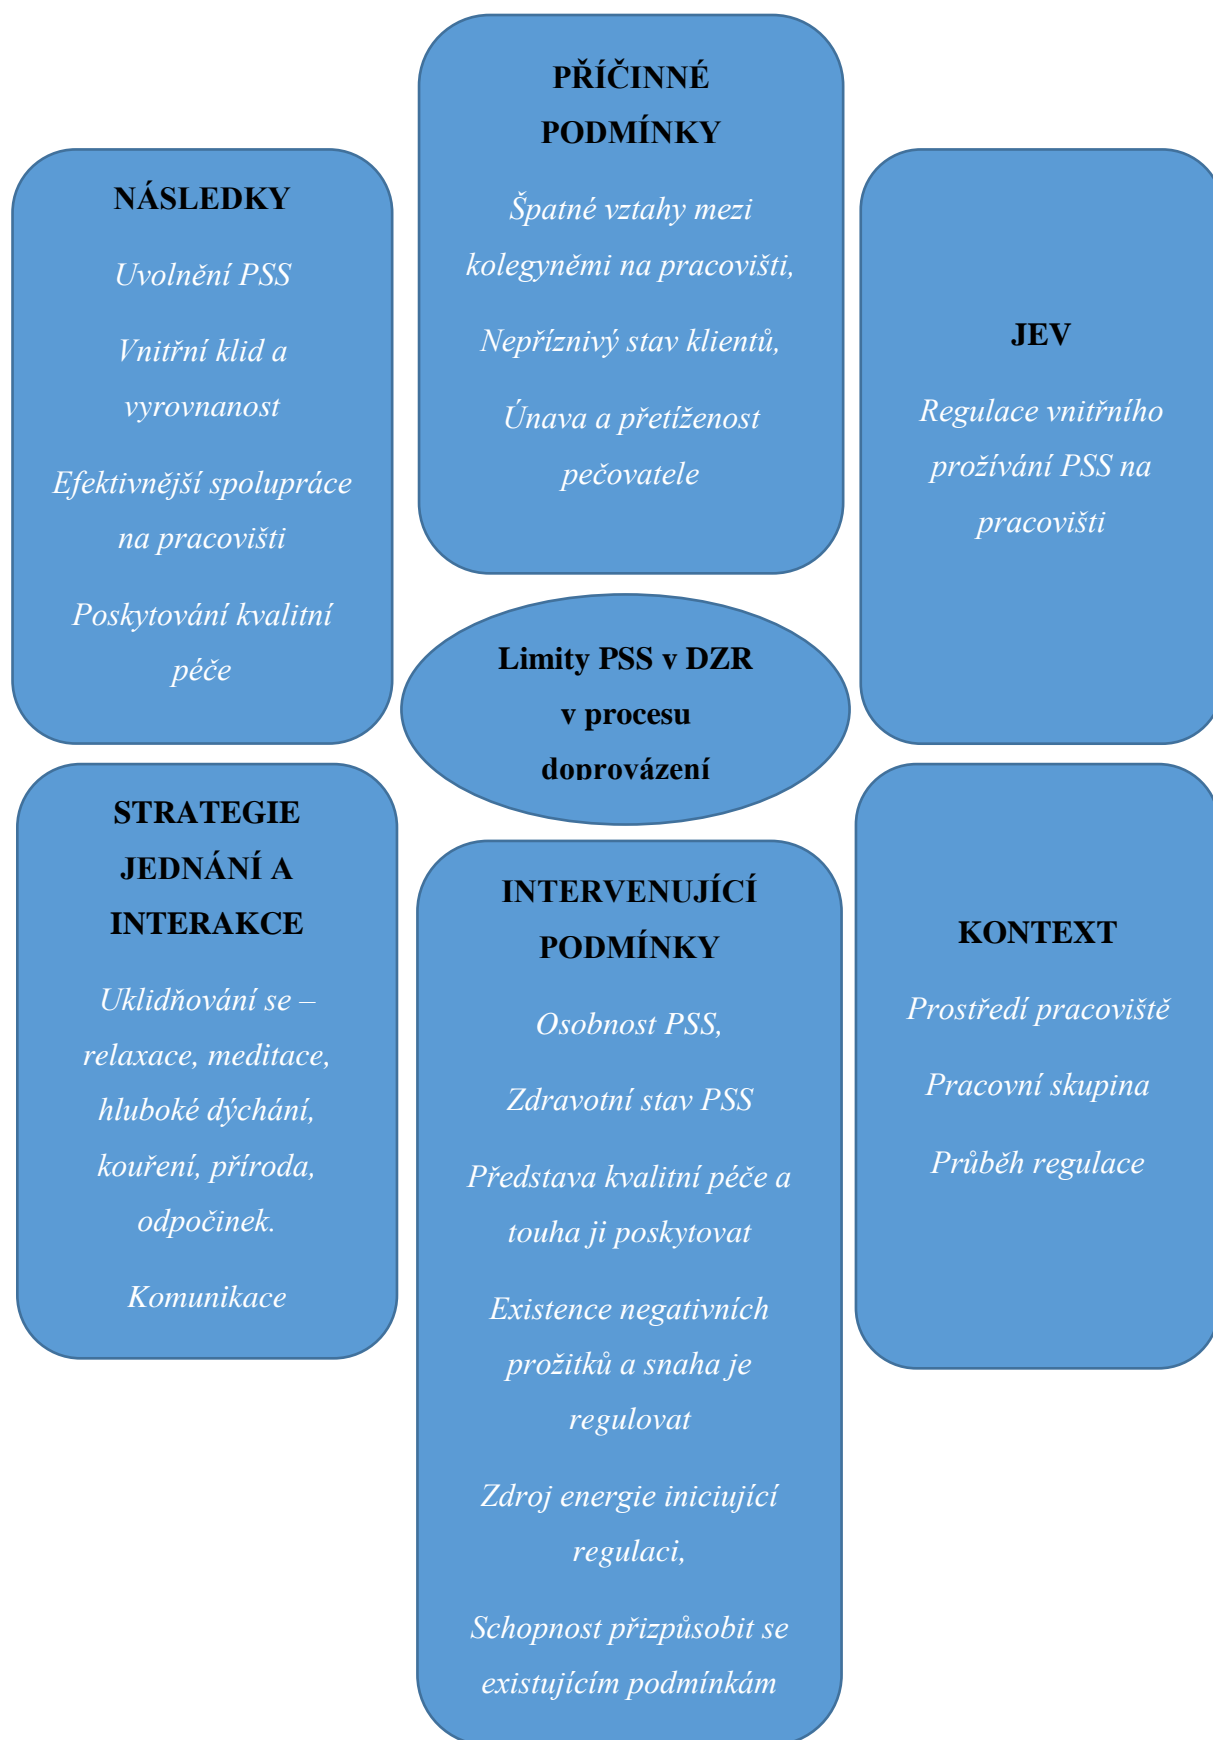 PŘÍČINNÉ
PODMÍNKY
Špatné vztahy mezi
kolegyněmi na pracovišti,
Nepříznivý stav klientů,
Únava a přetíženost
pečovatele
NÁSLEDKY
Uvolnění PSS
Vnitřní klid a
vyrovnanost
Efektivnější spolupráce
na pracovišti
Poskytování kvalitní
péče
JEV
Regulace vnitřního
prožívání PSS na
pracovišti
Limity PSS v DZR
v procesu
doprovázení
STRATEGIE
JEDNÁNÍ A
INTERAKCE
Uklidňování se –
relaxace, meditace,
hluboké dýchání,
kouření, příroda,
odpočinek.
Komunikace
INTERVENUJÍCÍ
PODMÍNKY
Osobnost PSS,
Zdravotní stav PSS
Představa kvalitní péče a
touha ji poskytovat
Existence negativních
prožitků a snaha je
regulovat
Zdroj energie iniciující
regulaci,
Schopnost přizpůsobit se
existujícím podmínkám
KONTEXT
Prostředí pracoviště
Pracovní skupina
Průběh regulace